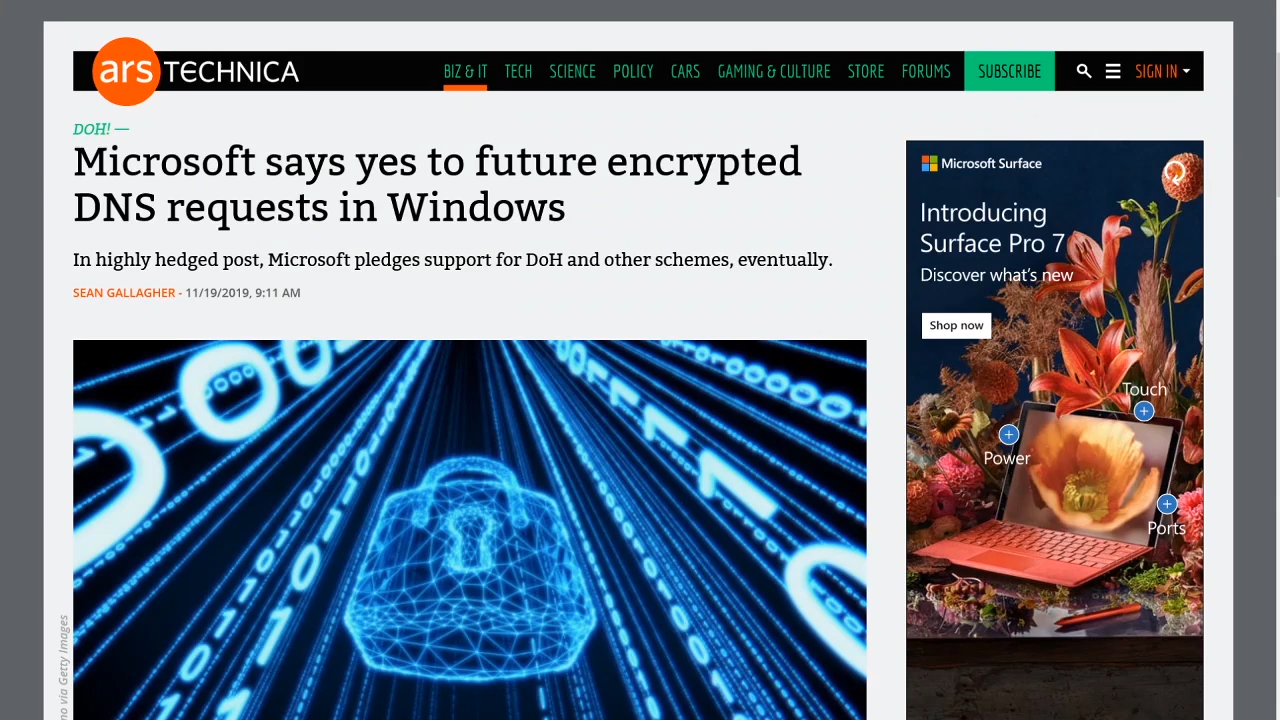 ars TECHNICA
BIZ & IT TECH SCIENCE POLICY CARS GAMING & CULTURE STORE FORUMS SUBSCRIBE SIGN IN
DOH! —
Microsoft says yes to future encrypted
DNS requests in Windows
In highly hedged post, Microsoft pledges support for DoH and other schemes, eventually.
SEAN GALLAGHER - 11/19/2019, 9:11 AM
via Getty Images
Microsoft Surface
Introducing
Surface Pro 7
Discover what's new
Shop now
Touch
Power
Ports